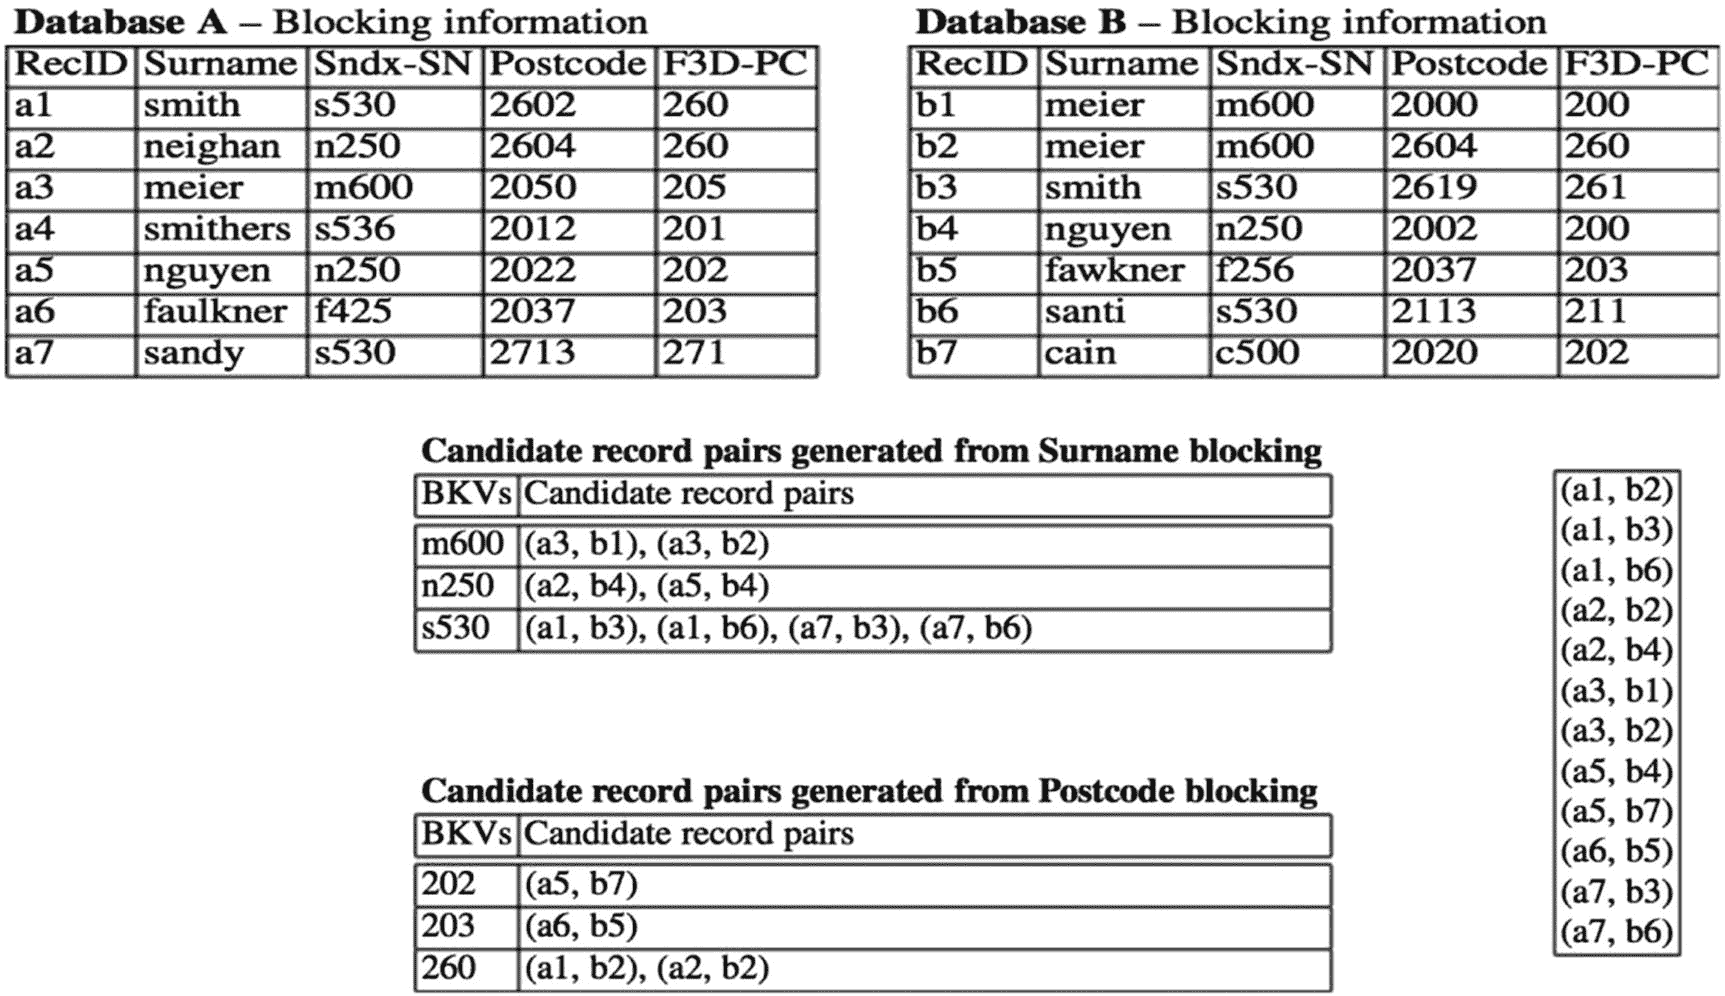 Database A – Blocking information
RecID Surname Sndx-SN Postcode F3D-PC
a1 smith s530 2602 260
a2 neighan n250 2604 260
a3 meier m600 2050 205
a4 smithers s536 2012 201
a5 nguyen n250 2022 202
a6 faulkner f425 2037 203
a7 sandy s530 2713 271
Database B – Blocking information
RecID Surname Sndx-SN Postcode F3D-PC
b1 meier m600 2000 200
b2 meier m600 2604 260
b3 smith s530 2619 261
b4 nguyen n250 2002 200
b5 fawkner f256 2037 203
b6 santi s530 2113 211
b7 cain c500 2020 202
Candidate record pairs generated from Surname blocking
BKVs Candidate record pairs
m600 (a3, b1), (a3, b2)
n250 (a2, b4), (a5, b4)
s530 (a1, b3), (a1, b6), (a7, b3), (a7, b6)
Candidate record pairs generated from Postcode blocking
BKVs Candidate record pairs
202 (a5, b7)
203 (a6, b5)
260 (a1, b2), (a2, b2)
(a1, b2)
(a1, b3)
(a1, b6)
(a2, b2)
(a2, b4)
(a3, b1)
(a3, b2)
(a5, b4)
(a5, b7)
(a6, b5)
(a7, b3)
(a7, b6)